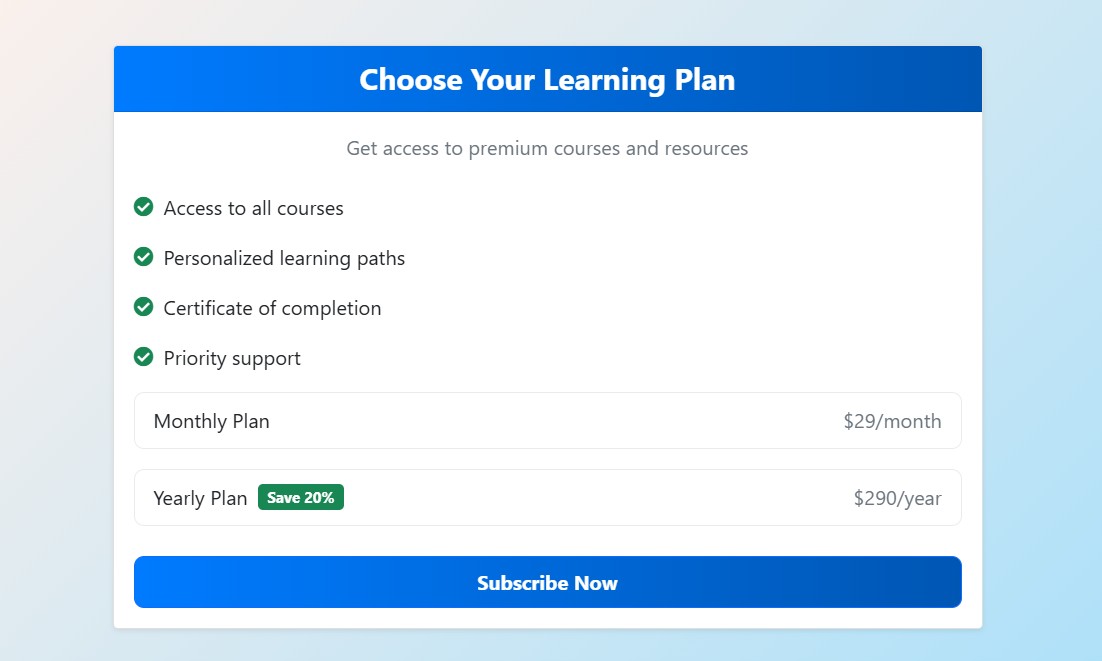 Choose Your Learning Plan
Get access to premium courses and resources
Access to all courses
Personalized learning paths
Certificate of completion
Priority support
Monthly Plan $29/month
Yearly Plan Save 20% $290/year
Subscribe Now